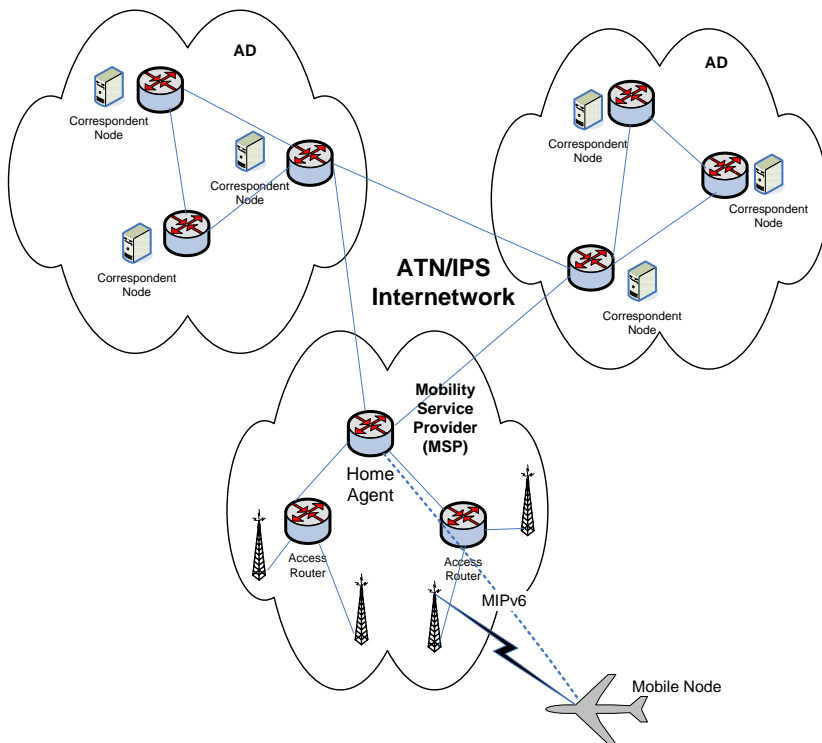 AD
Correspondent
Node
Correspondent
Node
Correspondent
Node
AD
Correspondent
Node
Correspondent
Node
Correspondent
Node
ATN/IPS
Internetwork
Mobility
Service
Provider
(MSP)
Home
Agent
Access
Router
Access
Router
MIPv6
Mobile Node